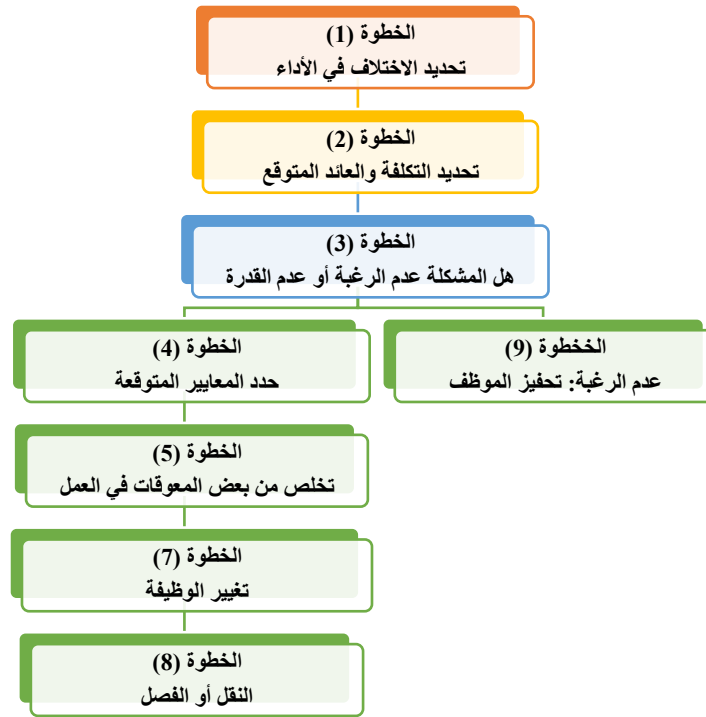 الخطوة (1)
تحديد الاختلاف في الأداء
الخطوة (2)
تحديد التكلفة والعائد المتوقع
الخطوة (3)
هل المشكلة عدم الرغبة أو عدم القدرة
الخخطوة (9)
عدم الرغبة: تحفيز الموظف
الخطوة (4)
حدد المعايير المتوقعة
الخطوة (5)
تخلص من بعض المعوقات في العمل
الخطوة (7)
تغيير الوظيفة
الخطوة (8)
النقل أو الفصل